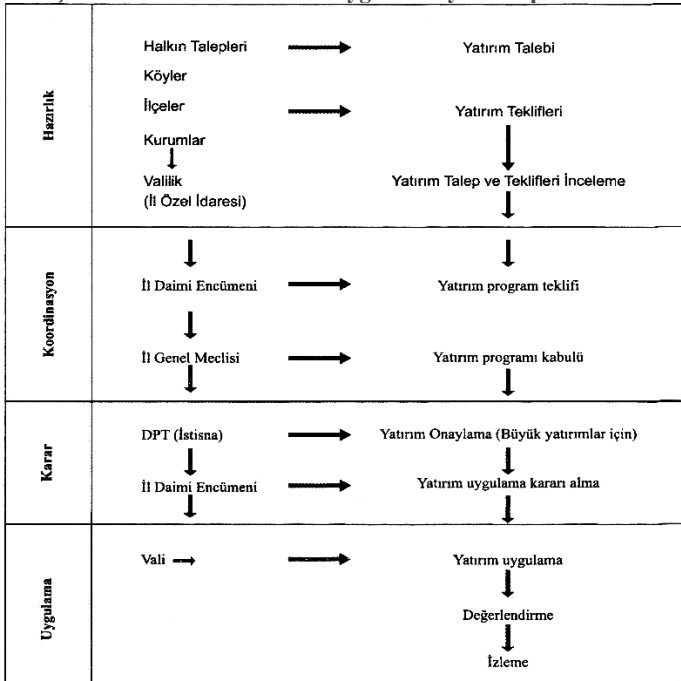 Hazırlık
Halkın Talepleri Yatırım Talebi
Köyler
İlçeler Yatırım Teklifleri
Kurumlar
Valilik Yatırım Talep ve Teklifleri İnceleme
(İl Özel İdaresi)
Koordinasyon
İl Daimi Encümeni Yatırım program teklifi
İl Genel Meclisi Yatırım programı kabulü
Karar
DPT (İstisna) Yatırım Onaylama (Büyük yatırımlar için)
İl Daimi Encümeni Yatırım uygulama kararı alma
Uygulama
Vali Yatırım uygulama
Değerlendirme
İzleme